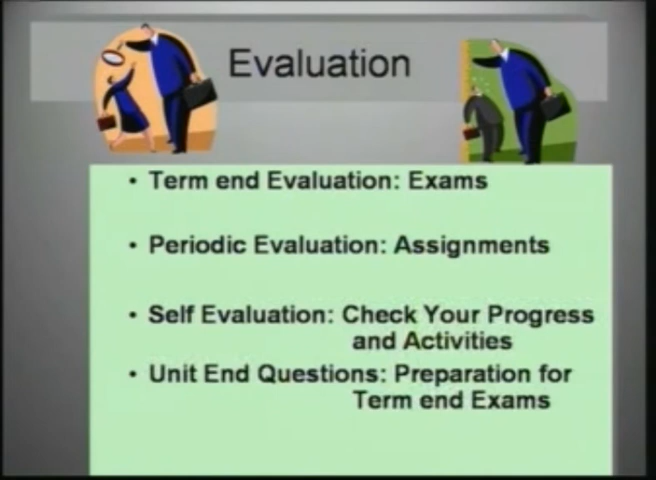 Evaluation
• Term end Evaluation: Exams
• Periodic Evaluation: Assignments
• Self Evaluation: Check Your Progress
and Activities
• Unit End Questions: Preparation for
Term end Exams